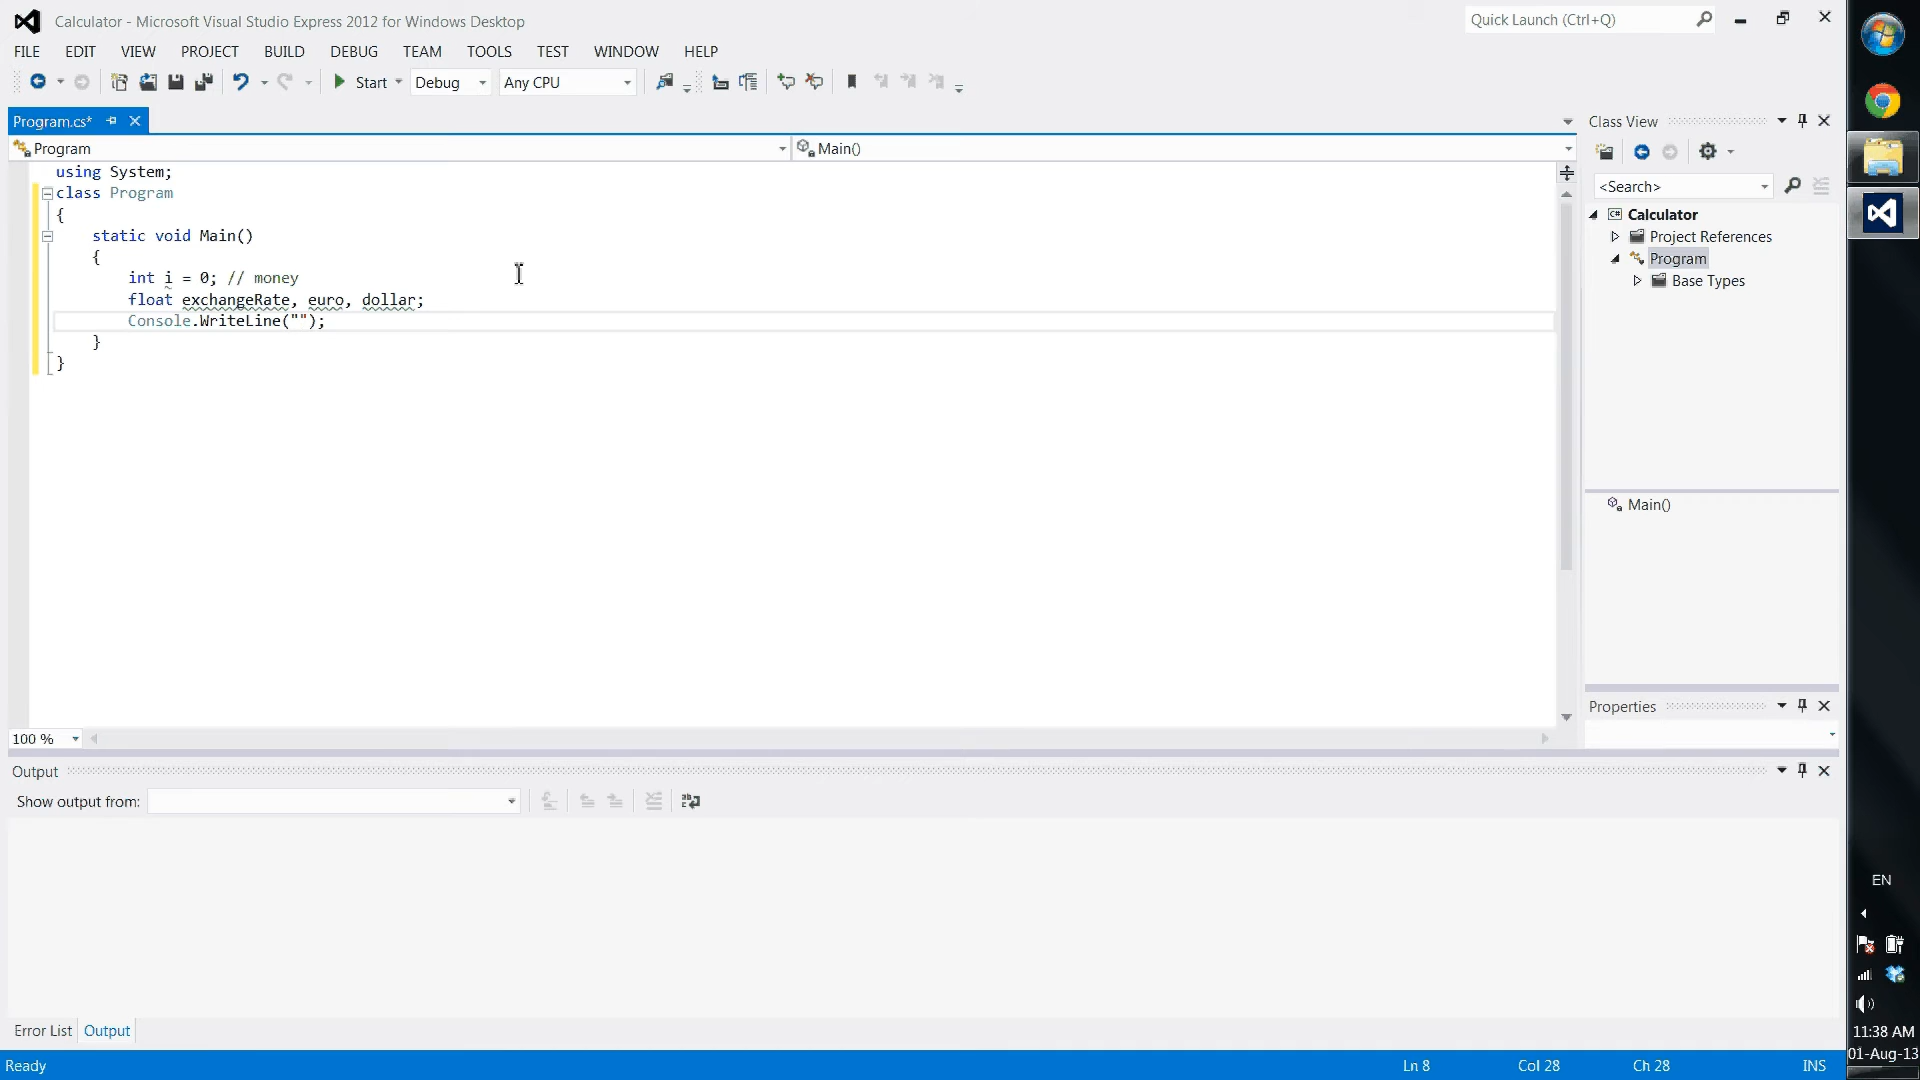 Calculator - Microsoft Visual Studio Express 2012 for Windows Desktop
Quick Launch (Ctrl+Q)
FILE EDIT VIEW PROJECT BUILD DEBUG TEAM TOOLS TEST WINDOW HELP
Start Debug Any CPU
Program.cs*
Program Main()
using System;
class Program
{
static void Main()
{
int i = 0; // money
float exchangeRate, euro, dollar;
Console.WriteLine("");
}
}
100 %
Class View
<Search>
Calculator
Project References
Program
Base Types
Main()
Properties
Output
Show output from:
Error List Output
Ready Ln 8 Col 28 Ch 28 INS
EN
11:38 AM
01-Aug-13